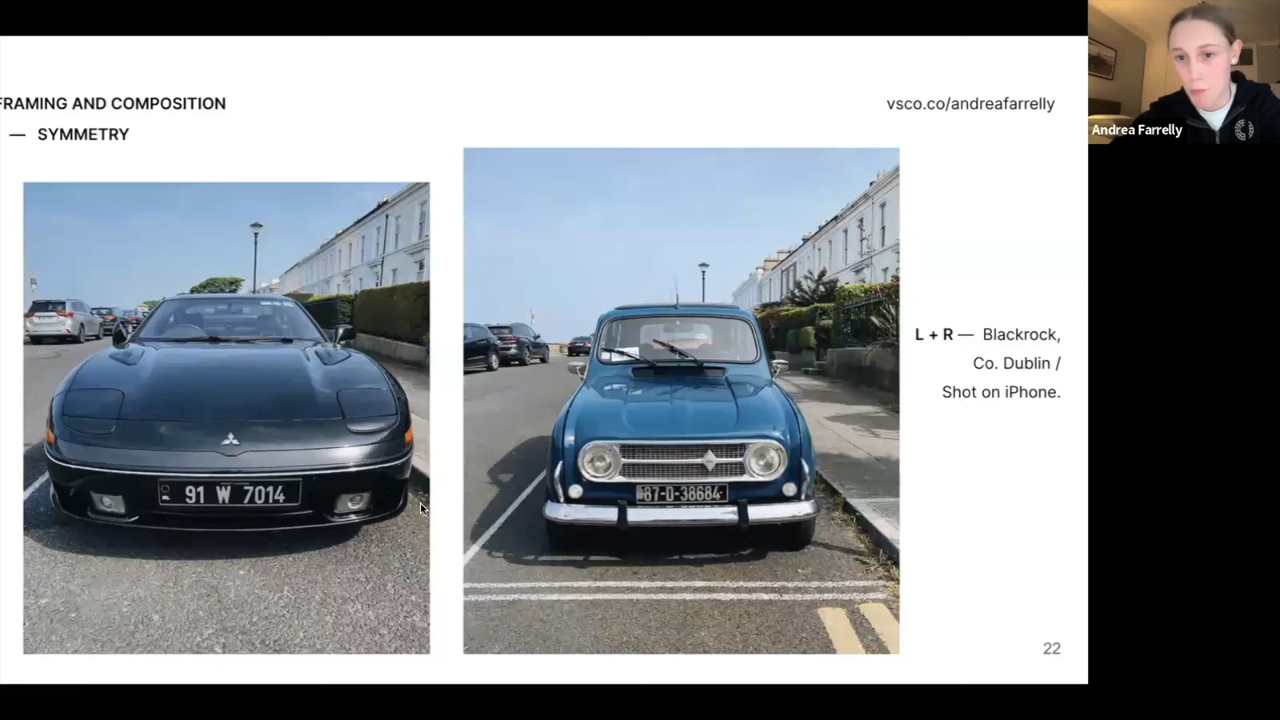 FRAMING AND COMPOSITION
— SYMMETRY
vsco.co/andreafarrelly
Andrea Farrelly
91 W 7014
87-D-38684
L + R — Blackrock,
Co. Dublin /
Shot on iPhone.
22